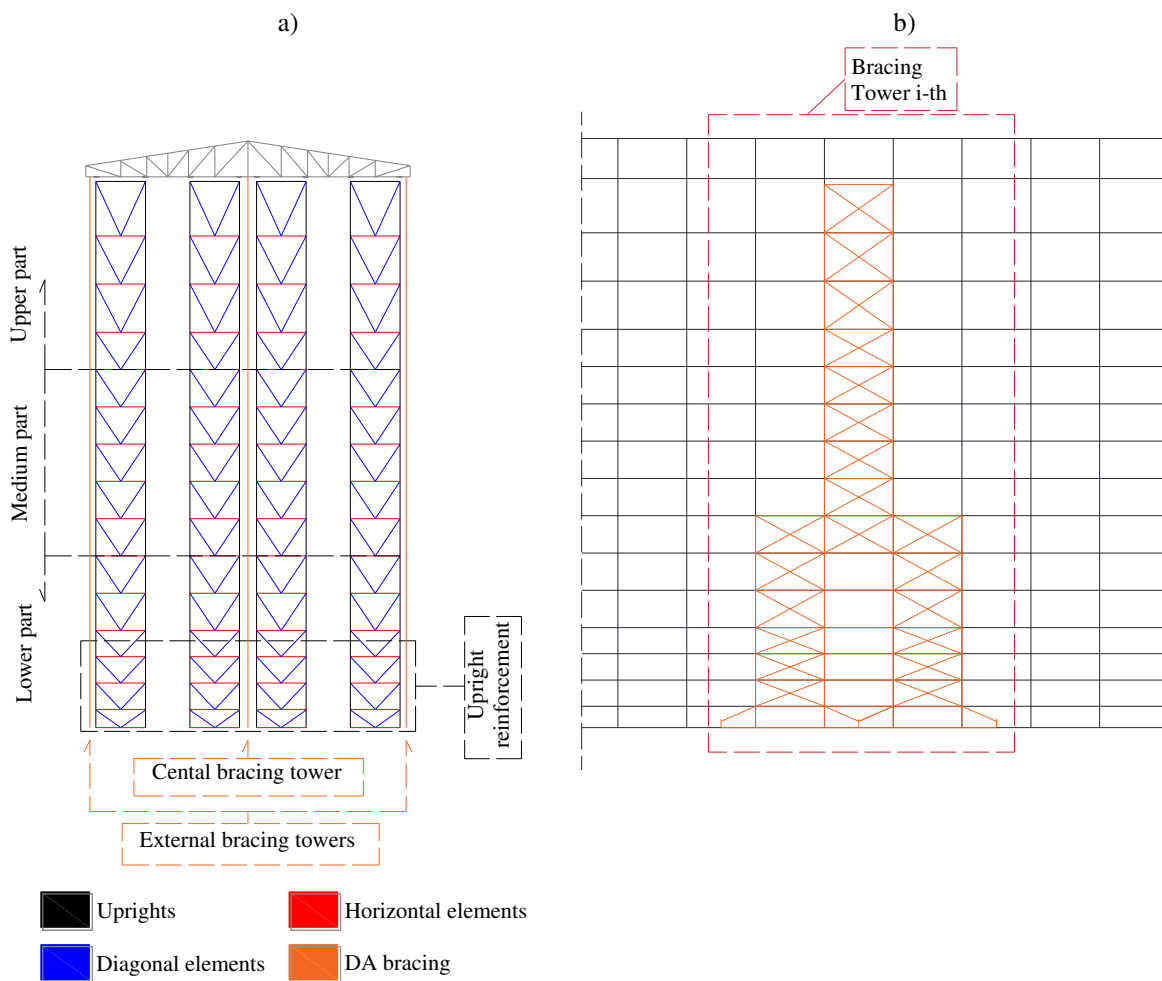 a)
b)
Bracing
Tower i-th
Upper part
Medium part
Lower part
Upright
reinforcement
Cental bracing tower
External bracing towers
Uprights
Horizontal elements
Diagonal elements
DA bracing